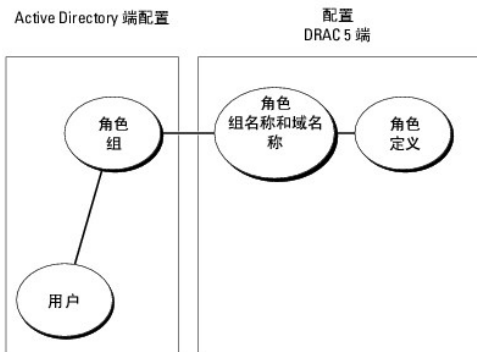 Active Directory 端配置
配置
DRAC 5 端
角色
组
角色
组名称和域名
称
角色
定义
用户